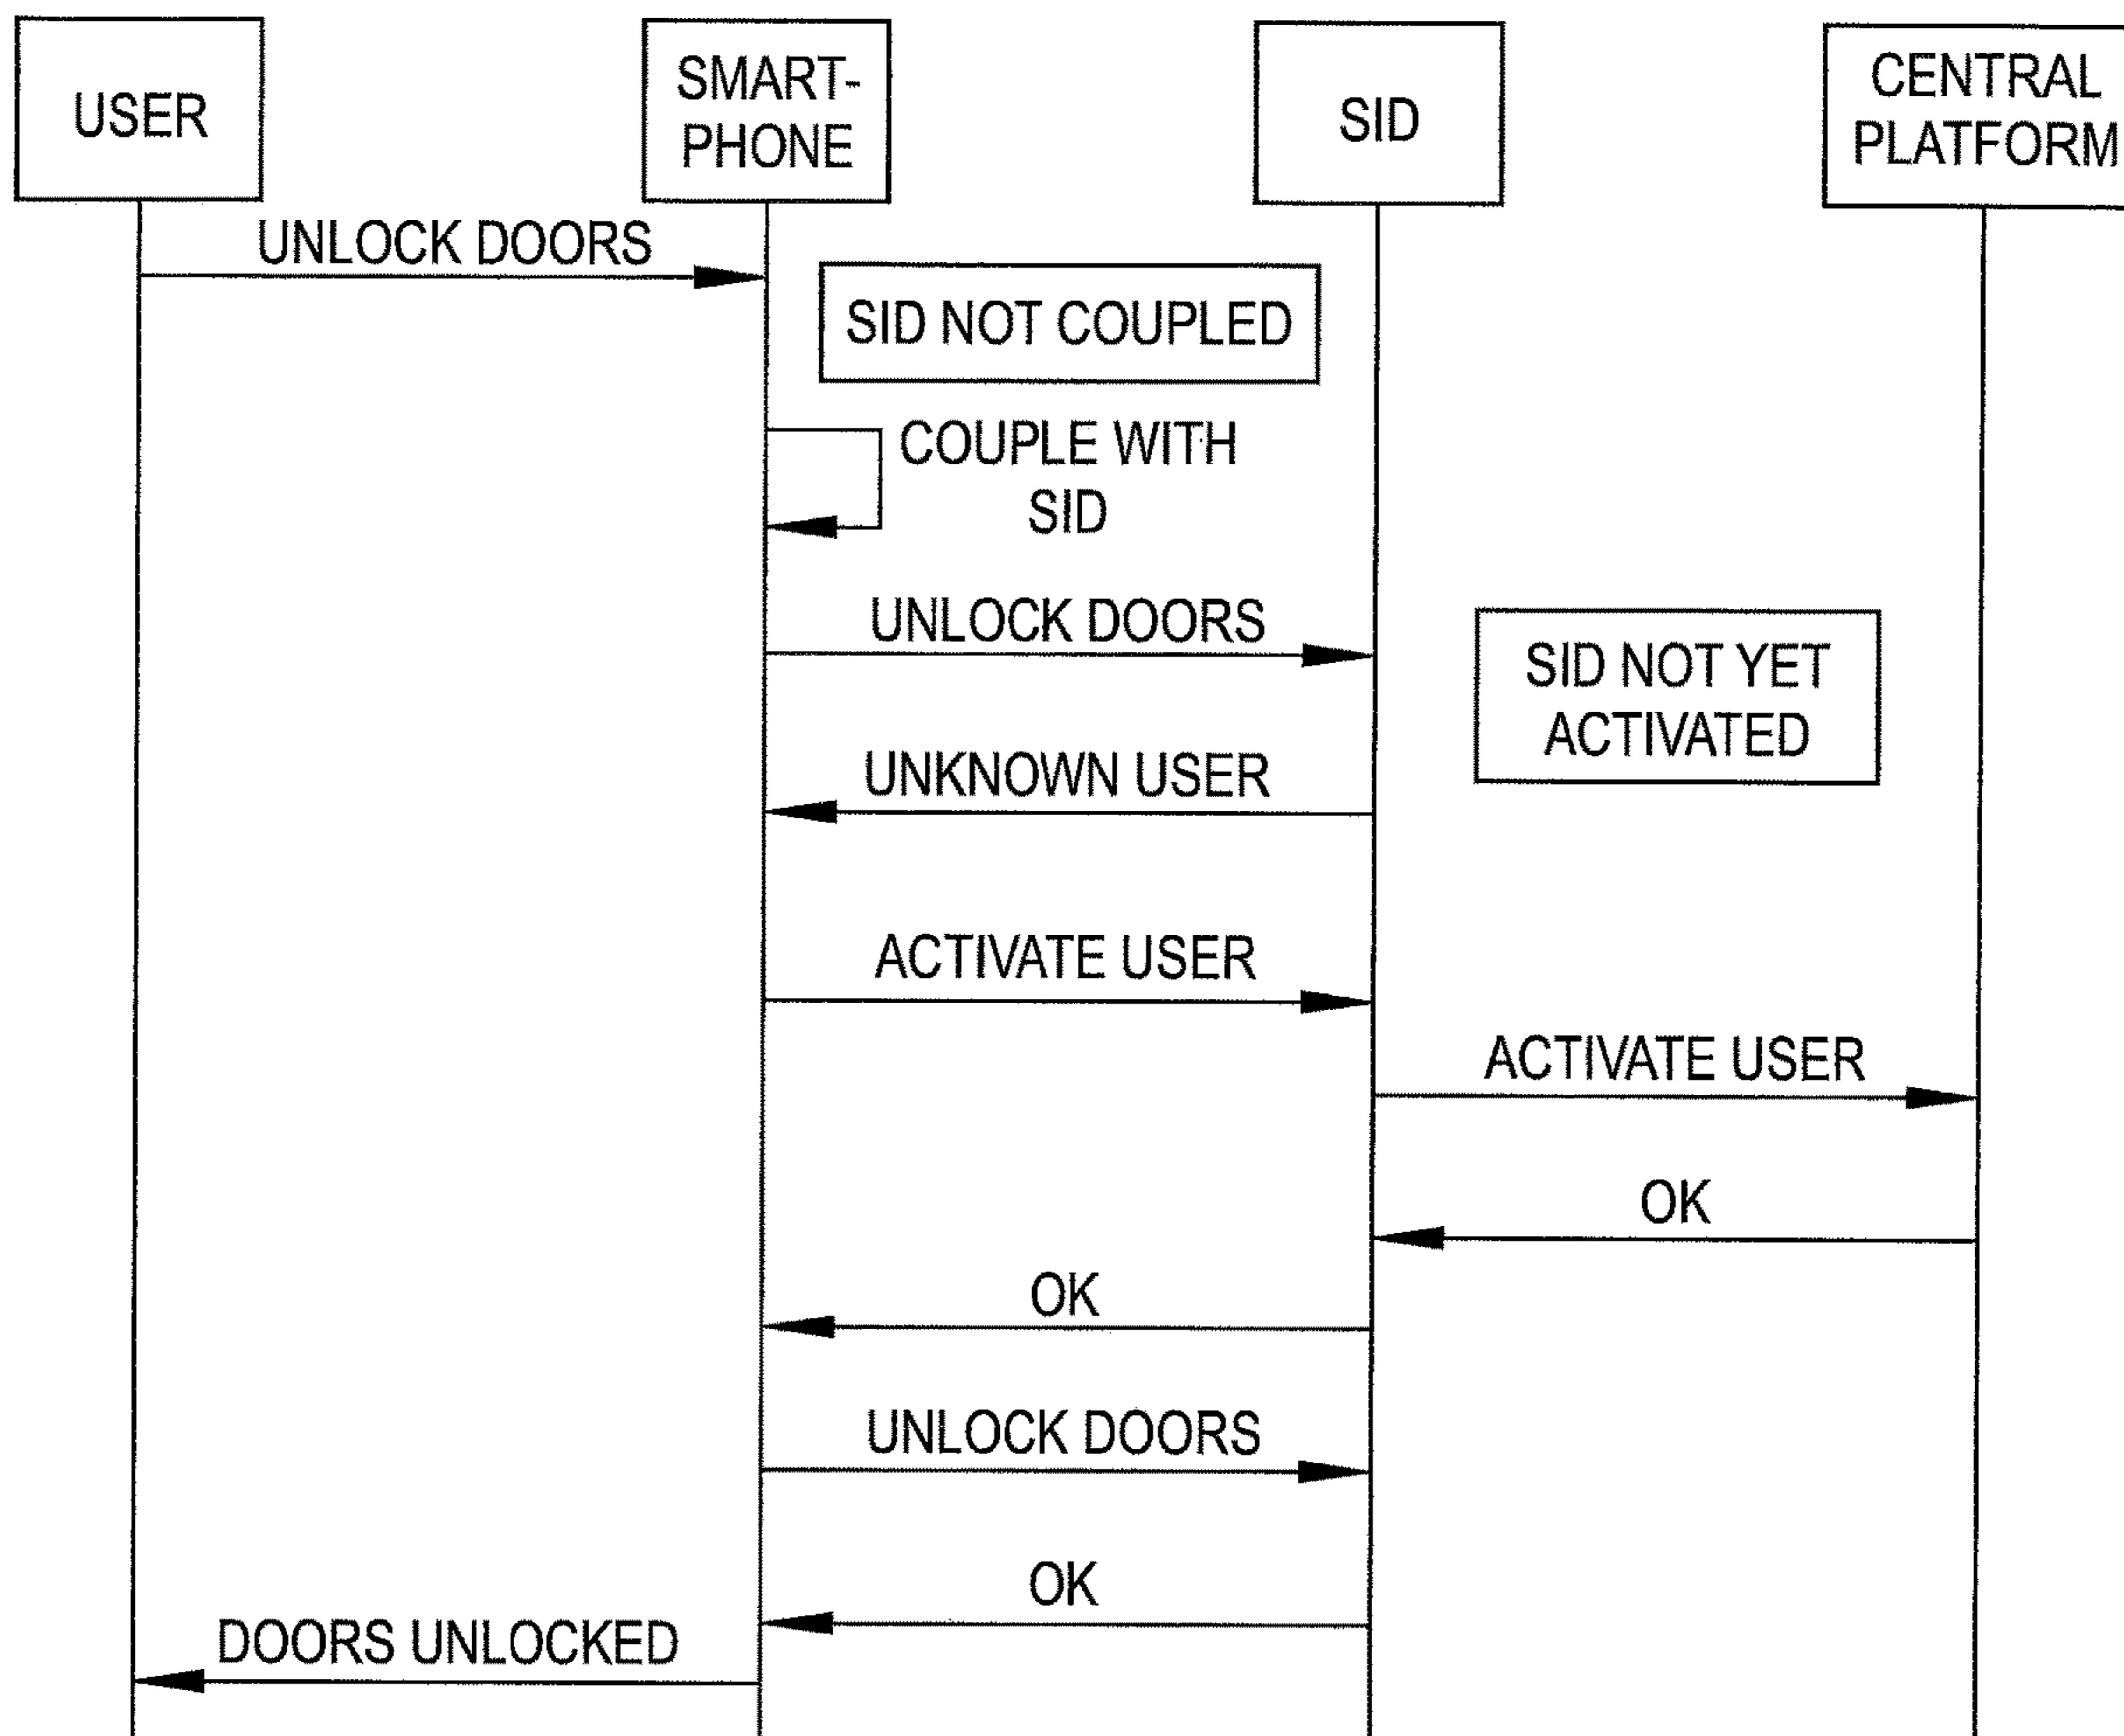 USER
SMART-
PHONE
SID
CENTRAL
PLATFORM
UNLOCK DOORS
SID NOT COUPLED
COUPLE WITH
SID
UNLOCK DOORS
SID NOT YET
ACTIVATED
UNKNOWN USER
ACTIVATE USER
ACTIVATE USER
OK
OK
UNLOCK DOORS
OK
DOORS UNLOCKED